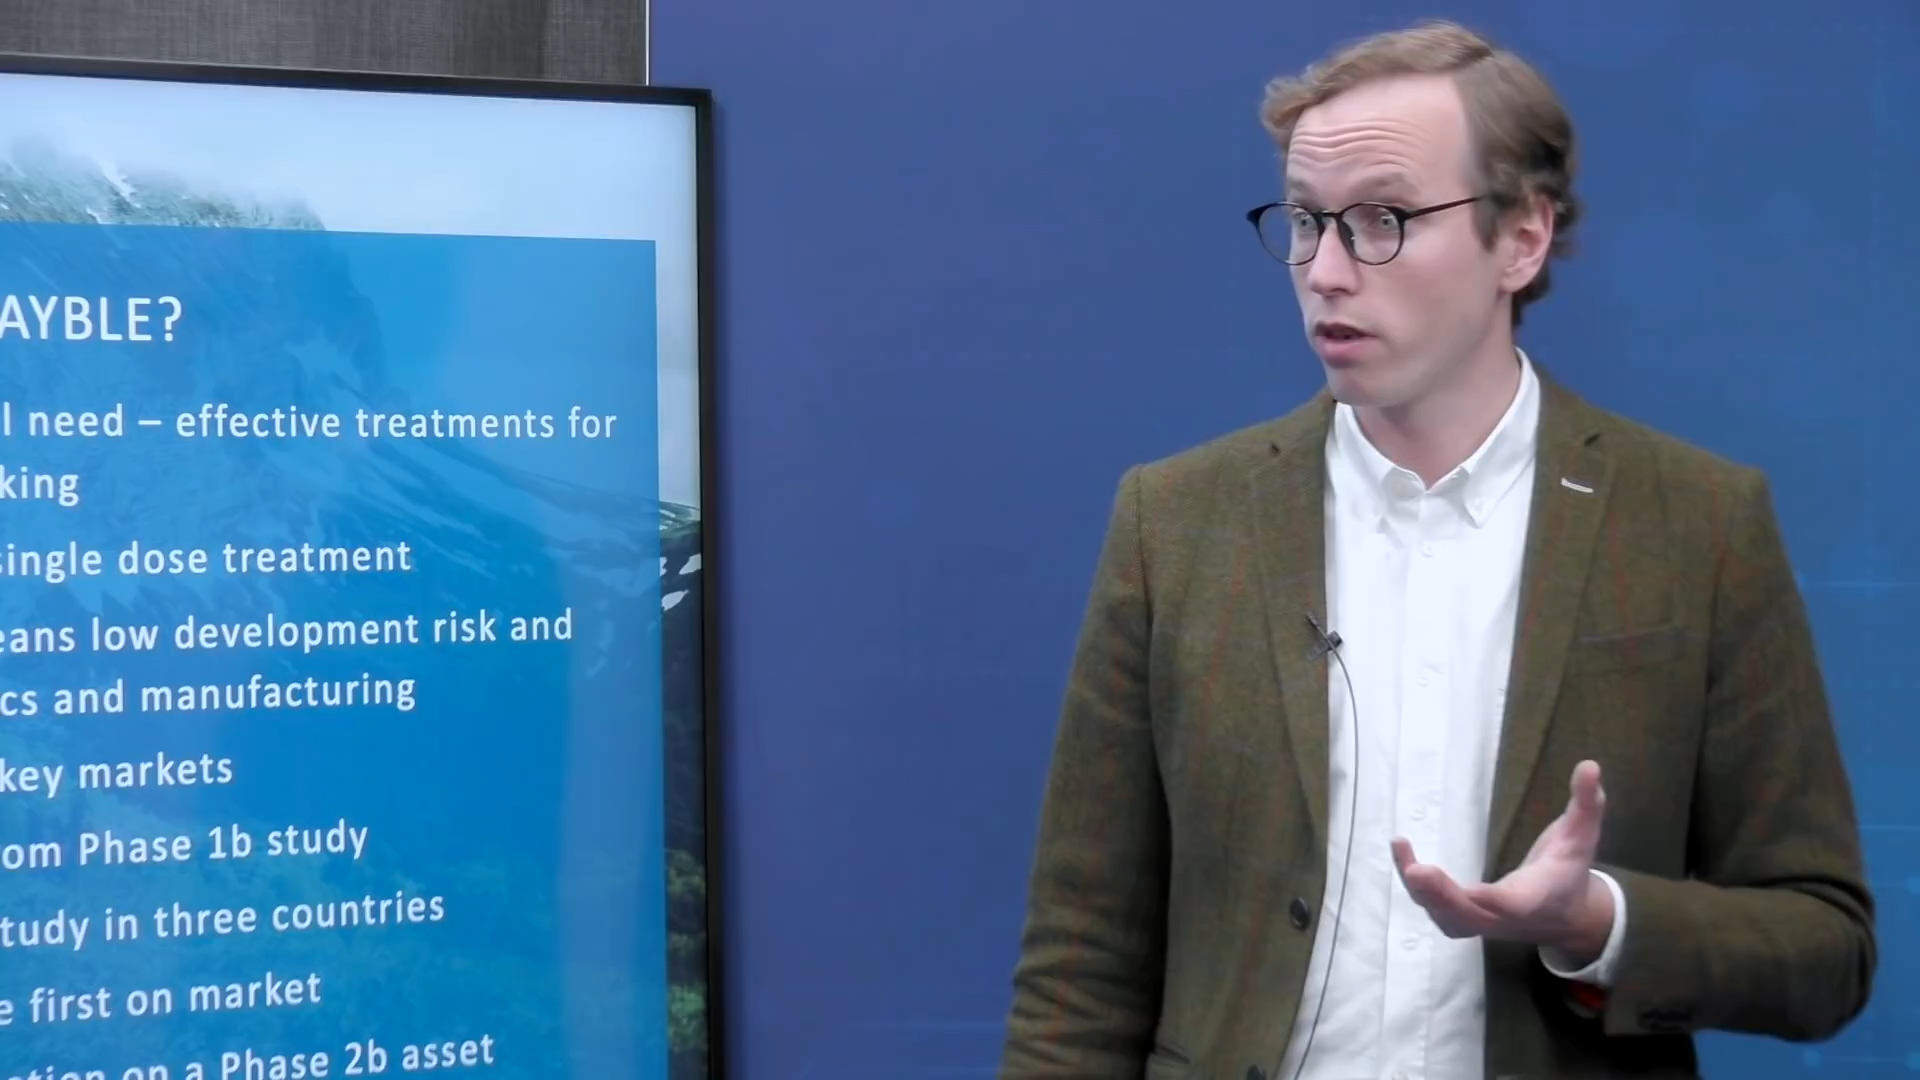 AYBLE?
l need – effective treatments for
king
single dose treatment
eans low development risk and
cs and manufacturing
key markets
om Phase 1b study
tudy in three countries
e first on market
ction on a Phase 2b asset